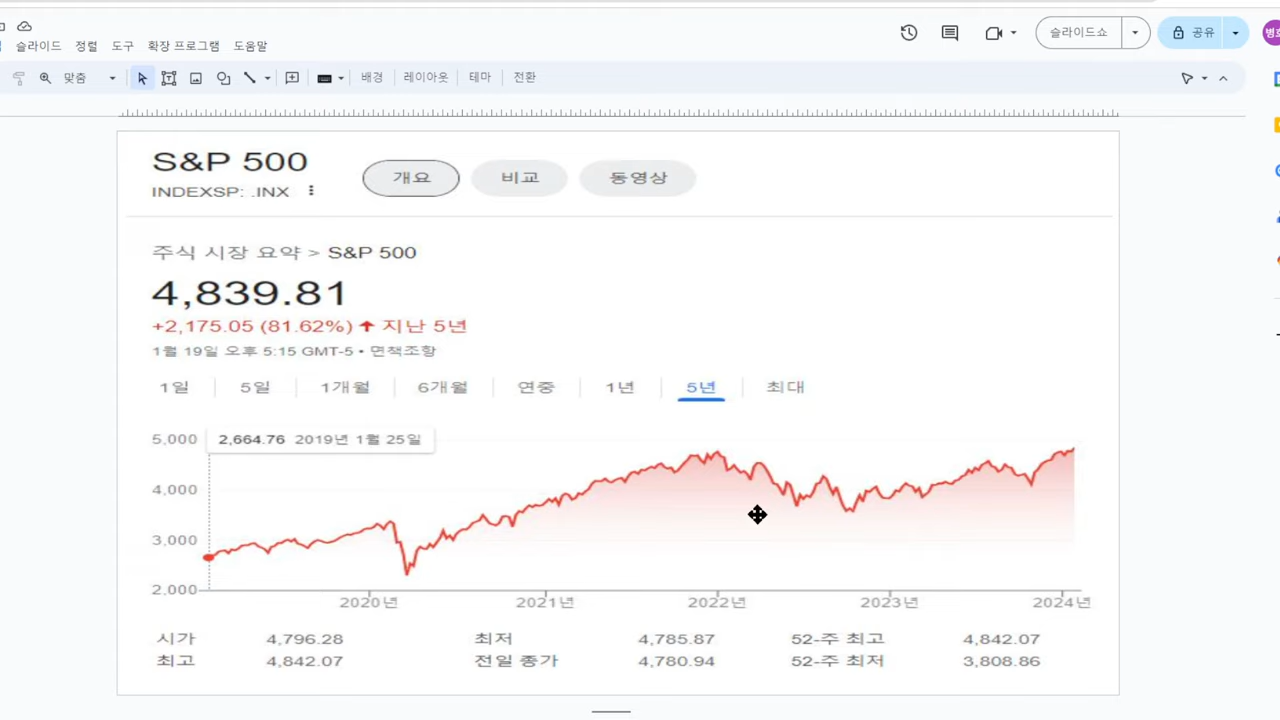 슬라이드 정렬 도구 확장 프로그램 도움말
슬라이드쇼 공유
맞춤 배경 레이아웃 테마 전환
S&P 500
INDEXSP: .INX
개요 비교 동영상
주식 시장 요약 > S&P 500
4,839.81
+2,175.05 (81.62%) 지난 5년
1월 19일 오후 5:15 GMT-5 • 면책조항
1일 5일 1개월 6개월 연중 1년 5년 최대
2,664.76 2019년 1월 25일
5,000
4,000
3,000
2,000
2020년 2021년 2022년 2023년 2024년
시가 4,796.28 최저 4,785.87 52-주 최고 4,842.07
최고 4,842.07 전일 종가 4,780.94 52-주 최저 3,808.86